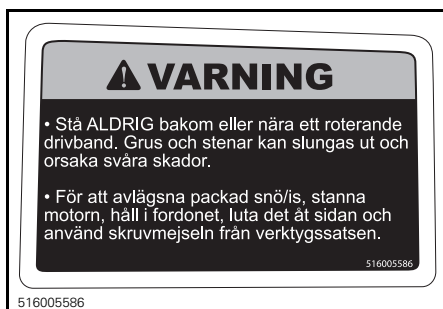 VARNING
• Stå ALDRIG bakom eller nära ett roterande
drivband. Grus och stenar kan slungas ut och
orsaka svåra skador.
• För att avlägsna packad snö/is, stanna
motorn, håll i fordonet, luta det åt sidan och
använd skruvmejseln från verktygssatsen.
516005586
516005586